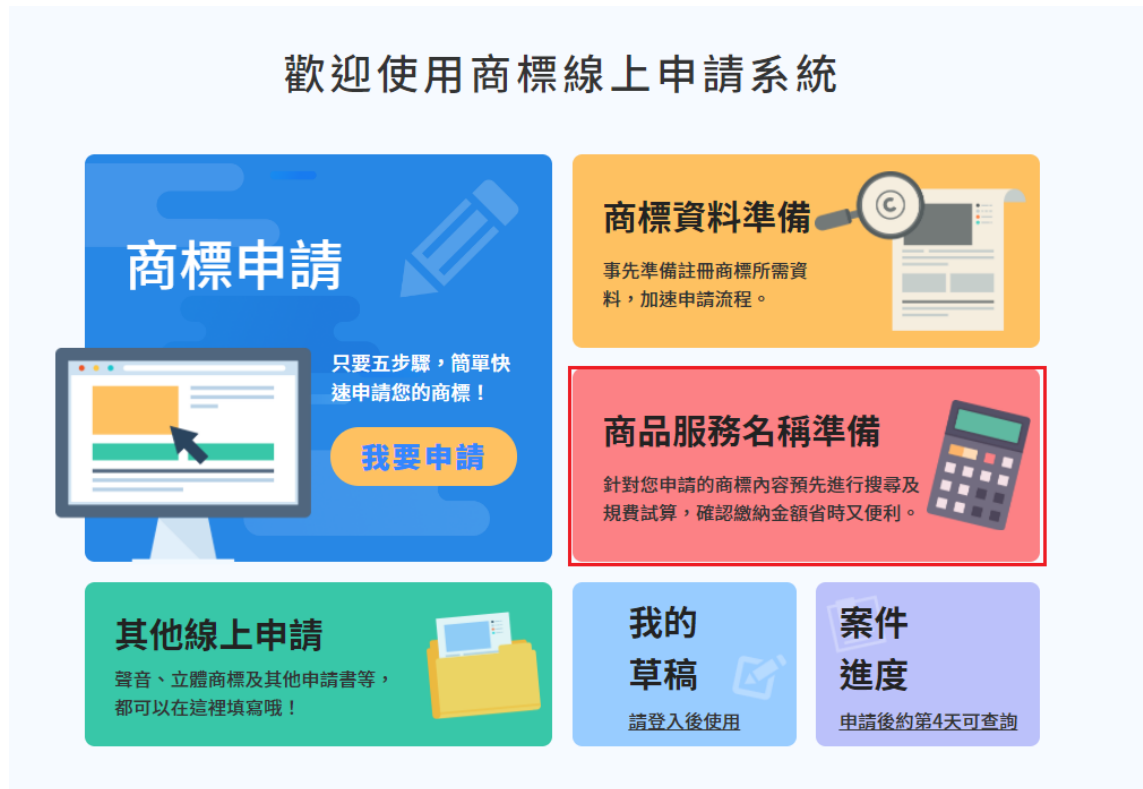 歡迎使用商標線上申請系統
商標申請
只要五步驟，簡單快
速申請您的商標！
我要申請
商標資料準備
事先準備註冊商標所需資
料，加速申請流程。
商品服務名稱準備
針對您申請的商標內容預先進行搜尋及
規費試算，確認繳納金額省時又便利。
其他線上申請
聲音、立體商標及其他申請書等，
都可以在這裡填寫哦！
我的
草稿
請登入後使用
案件
進度
申請後約第4天可查詢